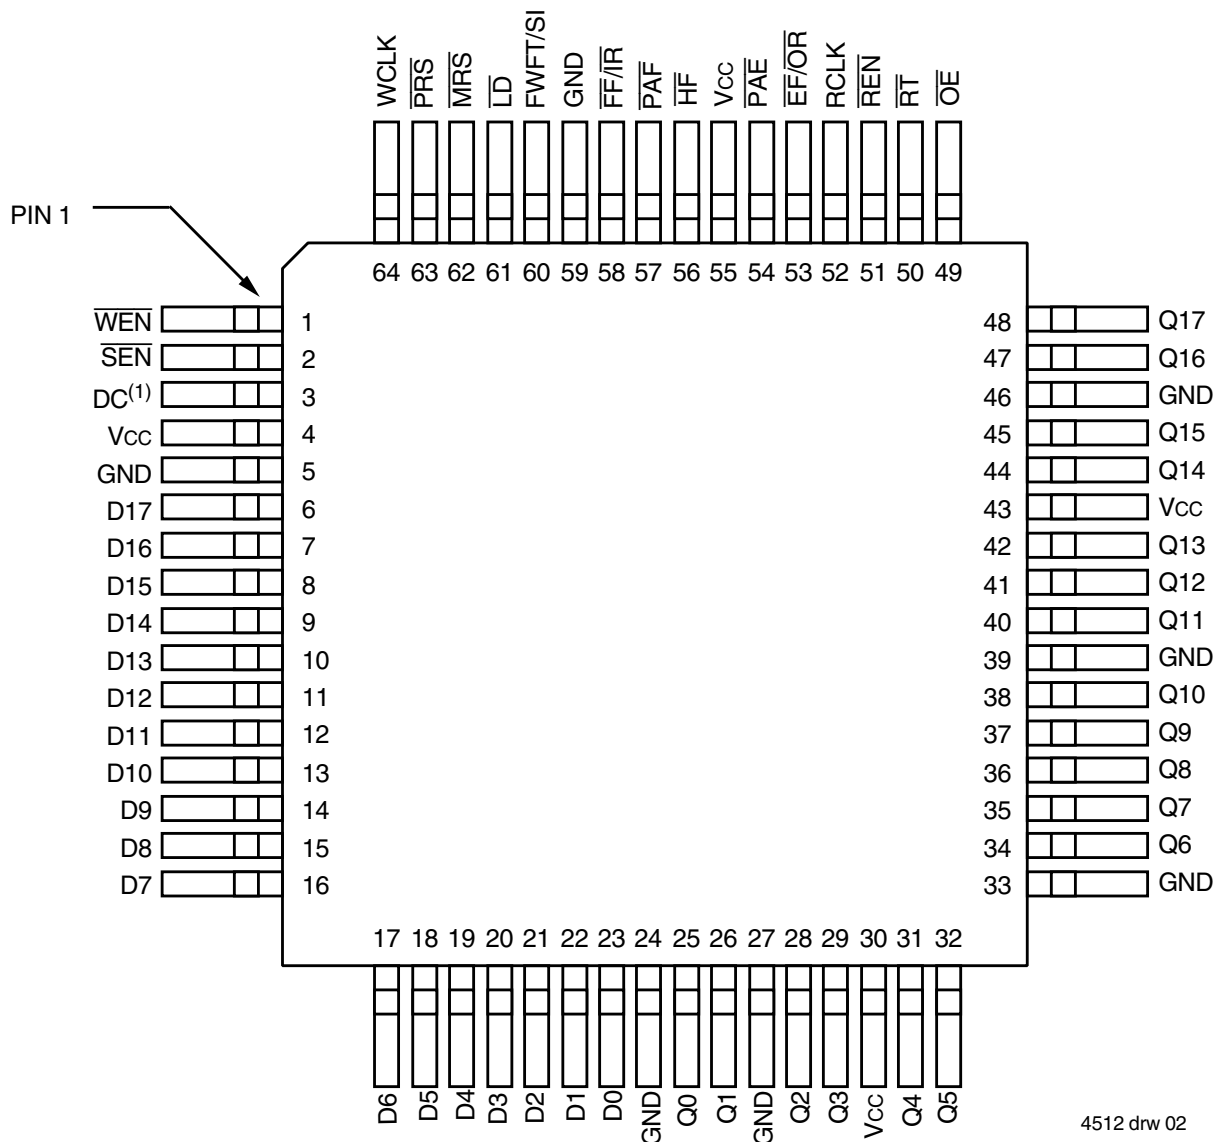 WCLK
PRS
MRS
LD
FWFT/SI
GND
FF/IR
PAF
HF
VCC
PAE
EF/OR
RCLK
REN
RT
OE
PIN 1
64 63 62 61 60 59 58 57 56 55 54 53 52 51 50 49
WEN 1 48 Q17
SEN 2 47 Q16
DC(1) 3 46 GND
VCC 4 45 Q15
GND 5 44 Q14
D17 6 43 VCC
D16 7 42 Q13
D15 8 41 Q12
D14 9 40 Q11
D13 10 39 GND
D12 11 38 Q10
D11 12 37 Q9
D10 13 36 Q8
D9 14 35 Q7
D8 15 34 Q6
D7 16 33 GND
17 18 19 20 21 22 23 24 25 26 27 28 29 30 31 32
D6
D5
D4
D3
D2
D1
D0
GND
Q0
Q1
GND
Q2
Q3
VCC
Q4
Q5
4512 drw 02